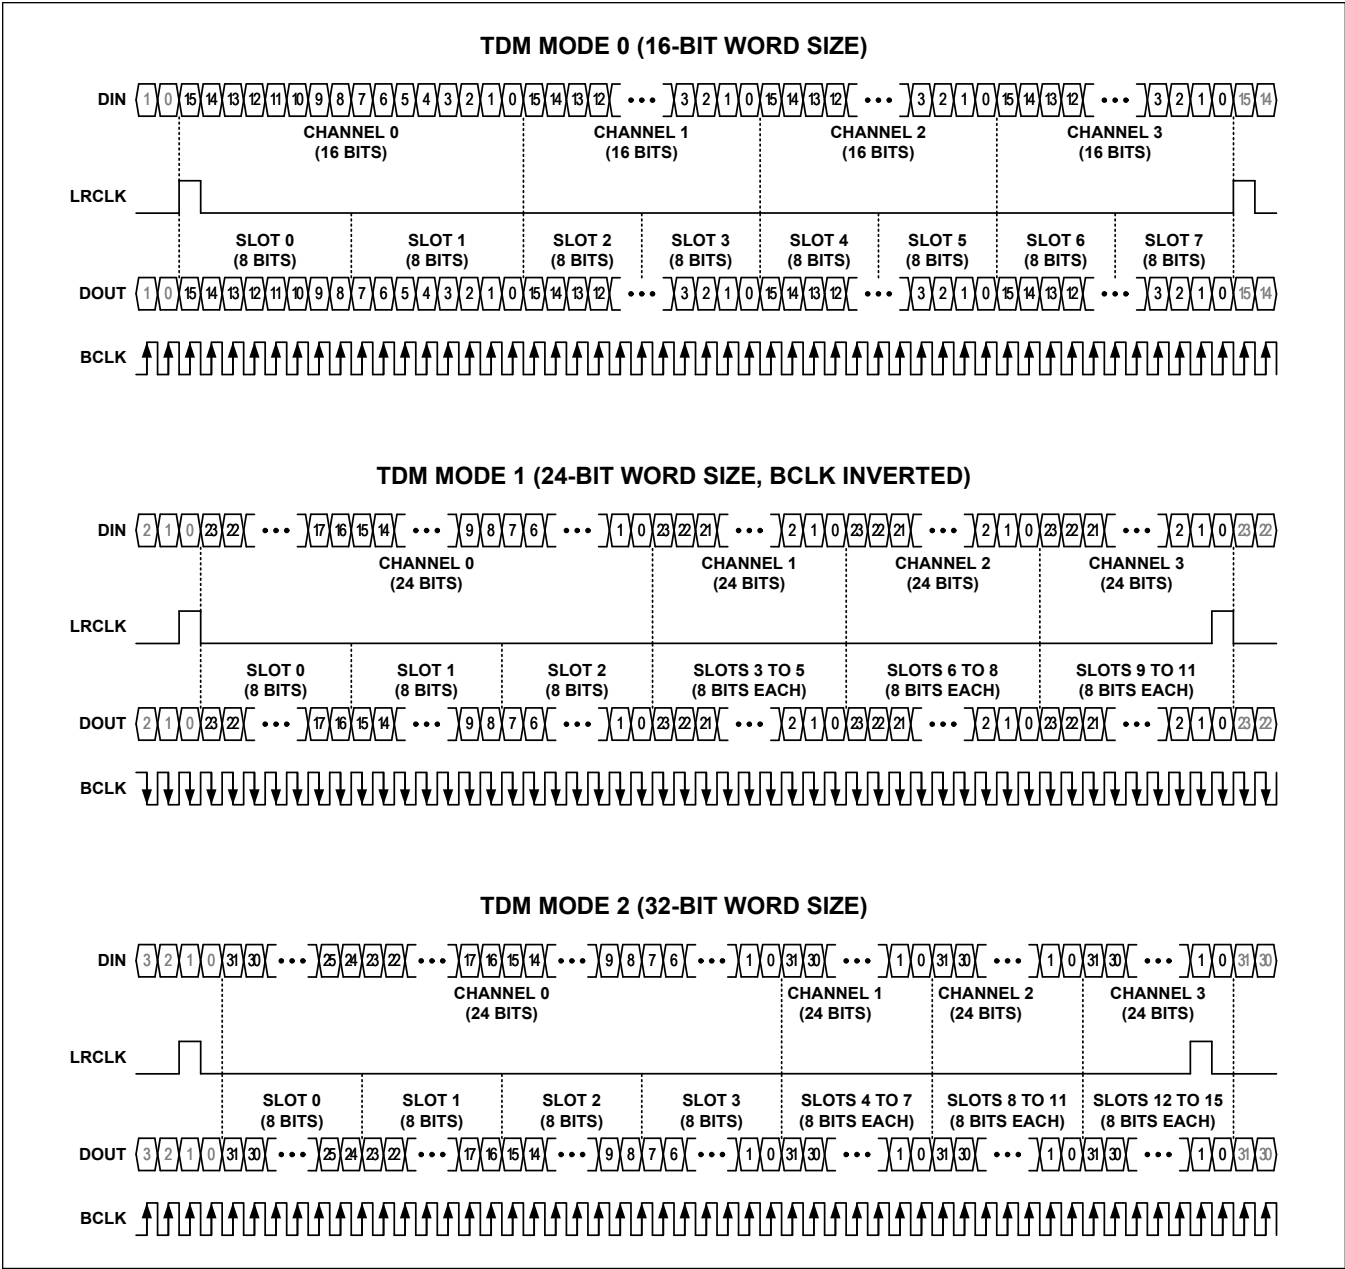 TDM MODE 0 (16-BIT WORD SIZE)
DIN 1 0 15 14 13 12 11 10 9 8 7 6 5 4 3 2 1 0 15 14 13 12 ••• 3 2 1 0 15 14 13 12 ••• 3 2 1 0 15 14 13 12 ••• 3 2 1 0 15 14
CHANNEL 0 CHANNEL 1 CHANNEL 2 CHANNEL 3
(16 BITS) (16 BITS) (16 BITS) (16 BITS)
LRCLK
SLOT 0 SLOT 1 SLOT 2 SLOT 3 SLOT 4 SLOT 5 SLOT 6 SLOT 7
(8 BITS) (8 BITS) (8 BITS) (8 BITS) (8 BITS) (8 BITS) (8 BITS) (8 BITS)
DOUT 1 0 15 14 13 12 11 10 9 8 7 6 5 4 3 2 1 0 15 14 13 12 ••• 3 2 1 0 15 14 13 12 ••• 3 2 1 0 15 14 13 12 ••• 3 2 1 0 15 14
BCLK
TDM MODE 1 (24-BIT WORD SIZE, BCLK INVERTED)
DIN 2 1 0 23 22 ••• 17 16 15 14 ••• 9 8 7 6 ••• 1 0 23 22 21 ••• 2 1 0 23 22 21 ••• 2 1 0 23 22 21 ••• 2 1 0 23 22
CHANNEL 0 CHANNEL 1 CHANNEL 2 CHANNEL 3
(24 BITS) (24 BITS) (24 BITS) (24 BITS)
LRCLK
SLOT 0 SLOT 1 SLOT 2 SLOTS 3 TO 5 SLOTS 6 TO 8 SLOTS 9 TO 11
(8 BITS) (8 BITS) (8 BITS) (8 BITS EACH) (8 BITS EACH) (8 BITS EACH)
DOUT 2 1 0 23 22 ••• 17 16 15 14 ••• 9 8 7 6 ••• 1 0 23 22 21 ••• 2 1 0 23 22 21 ••• 2 1 0 23 22 21 ••• 2 1 0 23 22
BCLK
TDM MODE 2 (32-BIT WORD SIZE)
DIN 3 2 1 0 31 30 ••• 25 24 23 22 ••• 17 16 15 14 ••• 9 8 7 6 ••• 1 0 31 30 ••• 1 0 31 30 ••• 1 0 31 30 ••• 1 0 31 30
CHANNEL 0 CHANNEL 1 CHANNEL 2 CHANNEL 3
(24 BITS) (24 BITS) (24 BITS) (24 BITS)
LRCLK
SLOT 0 SLOT 1 SLOT 2 SLOT 3 SLOTS 4 TO 7 SLOTS 8 TO 11 SLOTS 12 TO 15
(8 BITS) (8 BITS) (8 BITS) (8 BITS) (8 BITS EACH) (8 BITS EACH) (8 BITS EACH)
DOUT 3 2 1 0 31 30 ••• 25 24 23 22 ••• 17 16 15 14 ••• 9 8 7 6 ••• 1 0 31 30 ••• 1 0 31 30 ••• 1 0 31 30 ••• 1 0 31 30
BCLK